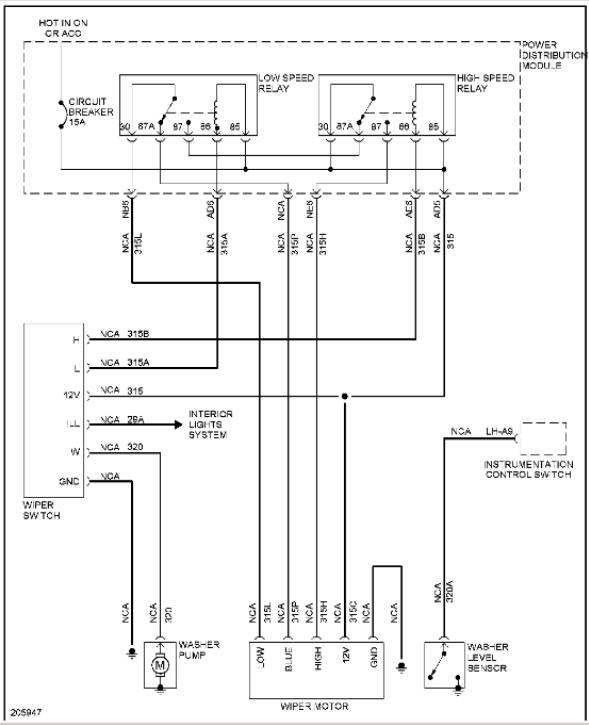 HOT IN ON
OR ACC
POWER
DISTRIBUTION
MODULE
CIRCUIT
BREAKER
15A
LOW SPEED
RELAY
HIGH SPEED
RELAY
30 87A 87 86 85
30 87A 87 86 85
NB6
AD6
NCA
NE6
AE6
AD5
NCA 315L
NCA 315A
NCA 315P
NCA 315H
NCA 315B
NCA 315
H NCA 315B
L NCA 315A
12V NCA 315
ILL NCA 29A
INTERIOR
LIGHTS
SYSTEM
W NCA 320
GND NCA
WIPER
SWITCH
NCA LH-A9
INSTRUMENTATION
CONTROL SWITCH
NCA
NCA 320
NCA 315L
NCA 315P
NCA 315H
NCA 315C
NCA
NCA
NCA 320A
WASHER
PUMP
M
LOW
BLUE
HIGH
12V
GND
WIPER MOTOR
WASHER
LEVEL
SENSOR
205947